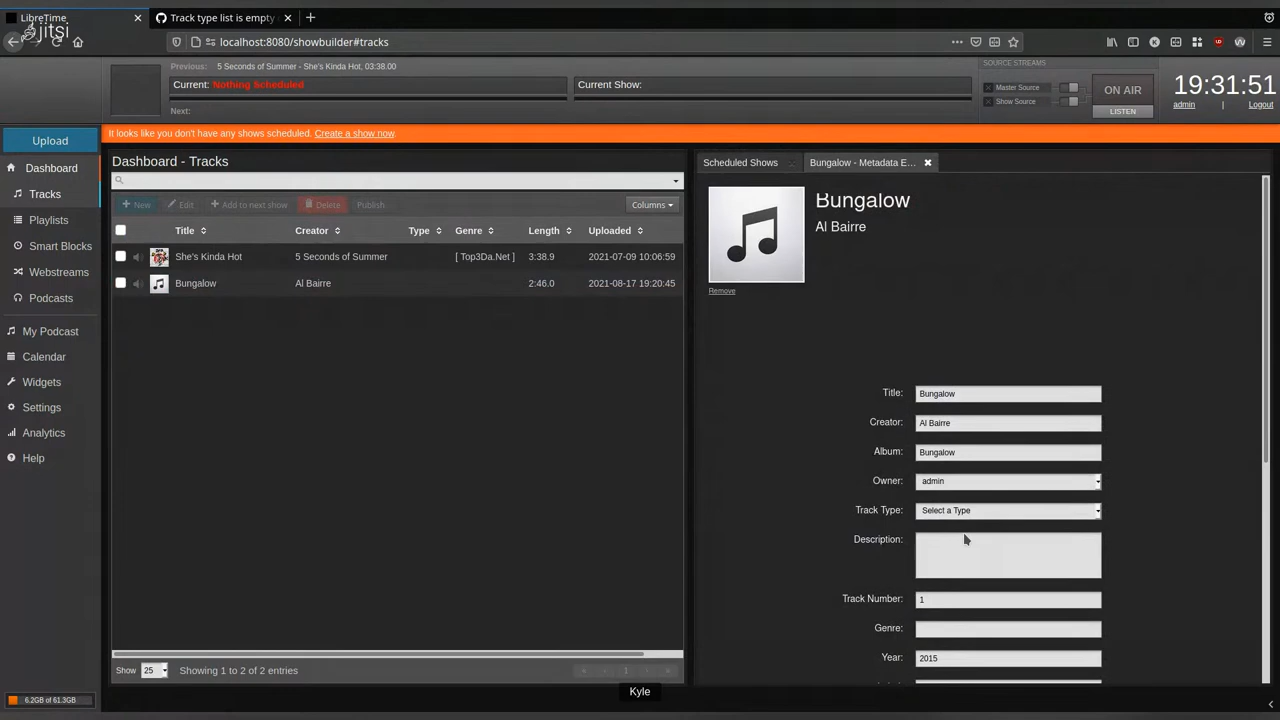 LibreTime
Track type list is empty
jitsi
localhost:8080/showbuilder#tracks
Previous: 5 Seconds of Summer - She's Kinda Hot, 03:38.00
Current: Nothing Scheduled
Current Show:
Next:
SOURCE STREAMS
Master Source
Show Source
ON AIR
LISTEN
19:31:51
admin | Logout
It looks like you don't have any shows scheduled. Create a show now.
Upload
Dashboard
Tracks
Playlists
Smart Blocks
Webstreams
Podcasts
My Podcast
Calendar
Widgets
Settings
Analytics
Help
6.2GB of 61.3GB
Dashboard - Tracks
New Edit Add to next show Delete Publish Columns
Title Creator Type Genre Length Uploaded
She's Kinda Hot 5 Seconds of Summer [ Top3Da.Net ] 3:38.9 2021-07-09 10:06:59
Bungalow Al Bairre 2:46.0 2021-08-17 19:20:45
Show 25 Showing 1 to 2 of 2 entries « ‹ 1 › »
Scheduled Shows
Bungalow - Metadata E...
Bungalow
Al Bairre
Remove
Title: Bungalow
Creator: Al Bairre
Album: Bungalow
Owner: admin
Track Type: Select a Type
Description:
Track Number: 1
Genre:
Year: 2015
Kyle